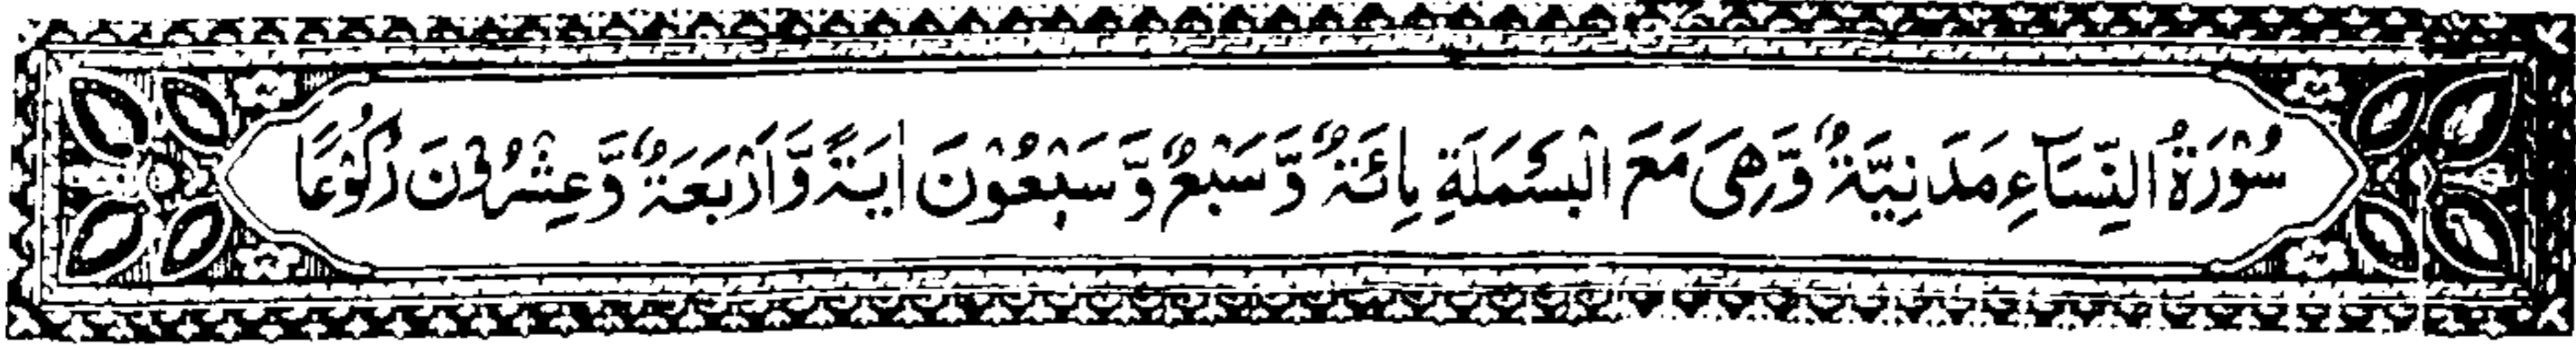 سُوْرَةُ النِّسَآءِ مَدَنِيَّةٌ وَّهِىَ مَعَ الْبَسْمَلَةِ مِائَةٌ وَّسَبْعٌ وَّسَبْعُوْنَ اٰيَةً وَّاَرْبَعَةٌ وَّعِشْرُوْنَ رُكُوْعًا